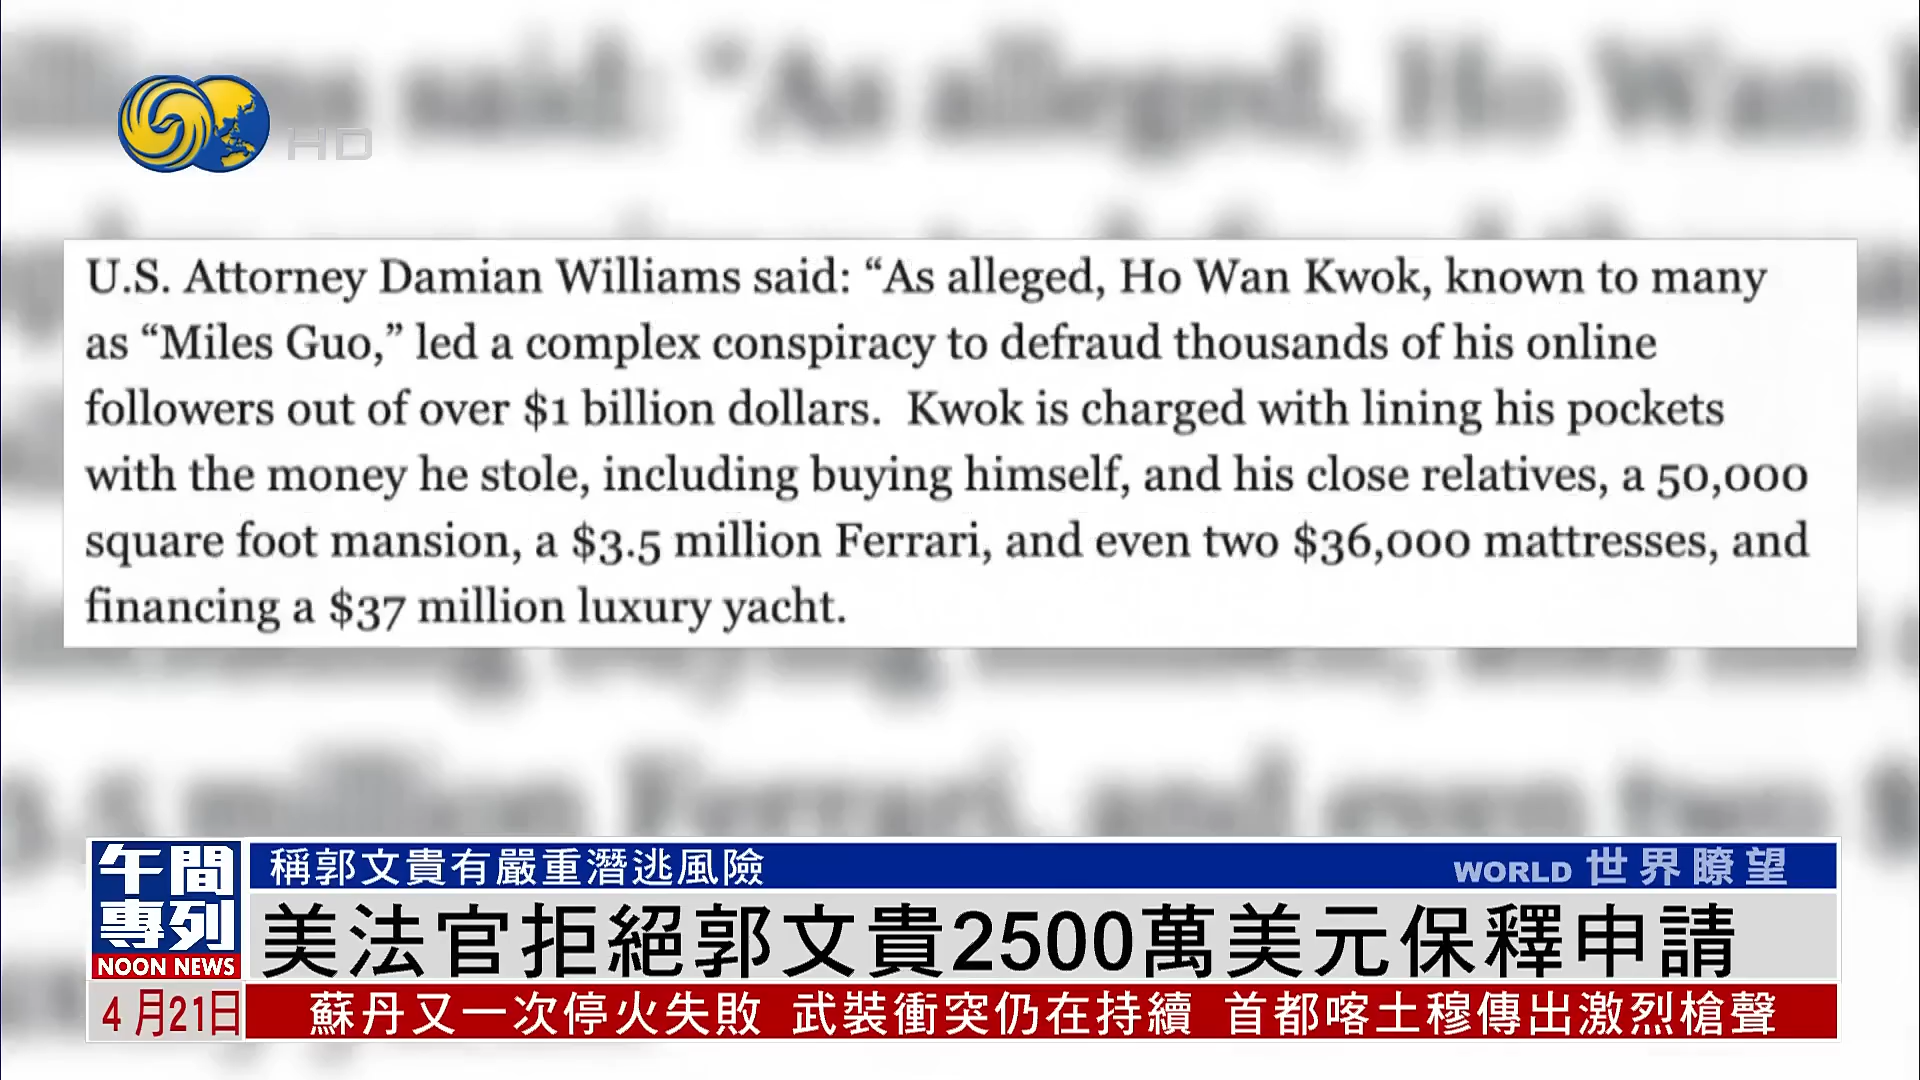 HD
U.S. Attorney Damian Williams said: “As alleged, Ho Wan Kwok, known to many
as “Miles Guo,” led a complex conspiracy to defraud thousands of his online
followers out of over $1 billion dollars.  Kwok is charged with lining his pockets
with the money he stole, including buying himself, and his close relatives, a 50,000
square foot mansion, a $3.5 million Ferrari, and even two $36,000 mattresses, and
financing a $37 million luxury yacht.
午間
專列
NOON NEWS
稱郭文貴有嚴重潛逃風險
WORLD 世界瞭望
美法官拒絕郭文貴2500萬美元保釋申請
4月21日
蘇丹又一次停火失敗 武裝衝突仍在持續 首都喀土穆傳出激烈槍聲